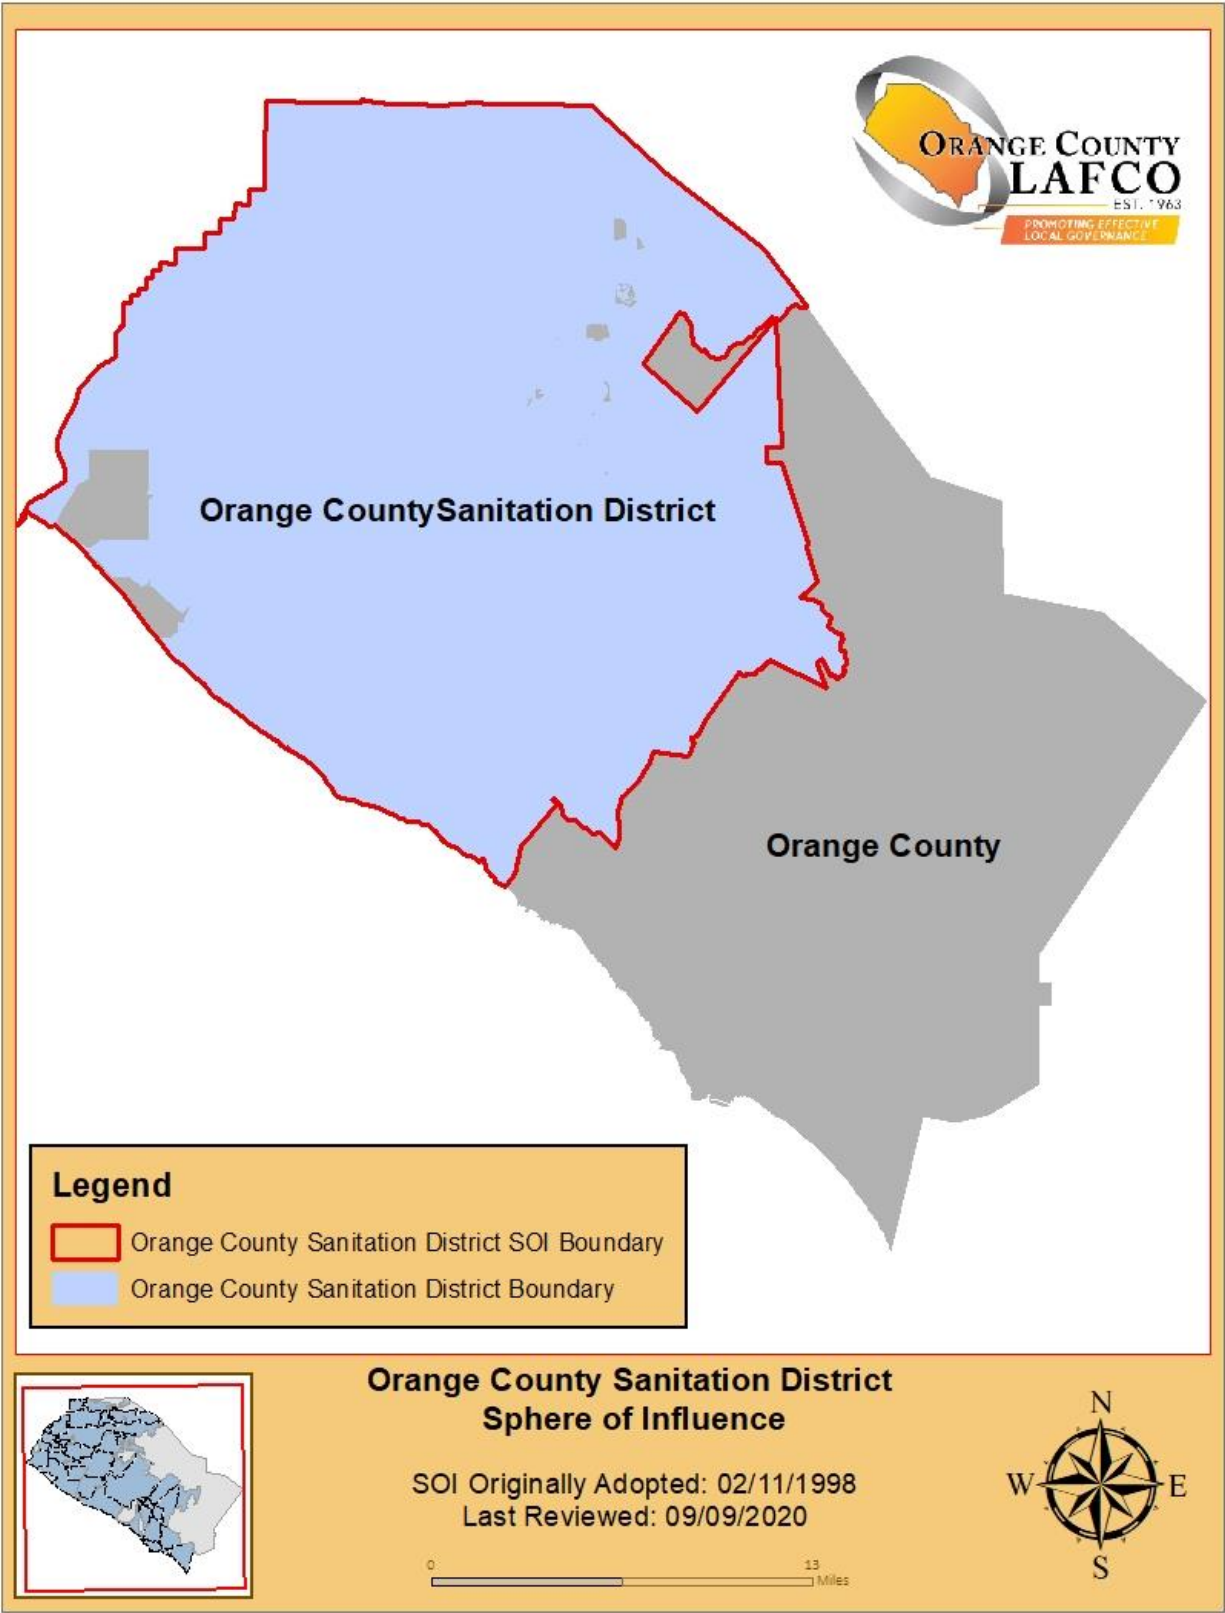 ORANGE COUNTY
LAFCO
EST. 1963
PROMOTING EFFECTIVE
LOCAL GOVERNANCE
Orange CountySanitation District
Orange County
Legend
Orange County Sanitation District SOI Boundary
Orange County Sanitation District Boundary
Orange County Sanitation District
Sphere of Influence
SOI Originally Adopted: 02/11/1998
Last Reviewed: 09/09/2020
0 13
Miles
N
W E
S